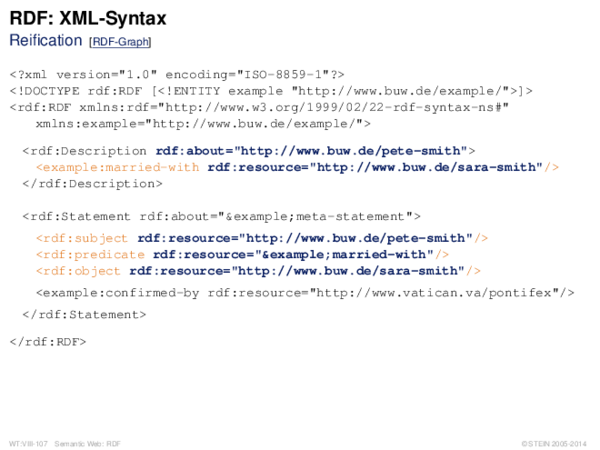 RDF: XML-Syntax
Reification [RDF-Graph]
<?xml version="1.0" encoding="ISO-8859-1"?>
<!DOCTYPE rdf:RDF [<!ENTITY example "http://www.buw.de/example/">]>
<rdf:RDF xmlns:rdf="http://www.w3.org/1999/02/22-rdf-syntax-ns#"
xmlns:example="http://www.buw.de/example/">
<rdf:Description rdf:about="http://www.buw.de/pete-smith">
<example:married-with rdf:resource="http://www.buw.de/sara-smith"/>
</rdf:Description>
<rdf:Statement rdf:about="&example;meta-statement">
<rdf:subject rdf:resource="http://www.buw.de/pete-smith"/>
<rdf:predicate rdf:resource="&example;married-with"/>
<rdf:object rdf:resource="http://www.buw.de/sara-smith"/>
<example:confirmed-by rdf:resource="http://www.vatican.va/pontifex"/>
</rdf:Statement>
</rdf:RDF>
WT:VIII-107 Semantic Web: RDF © STEIN 2005-2014